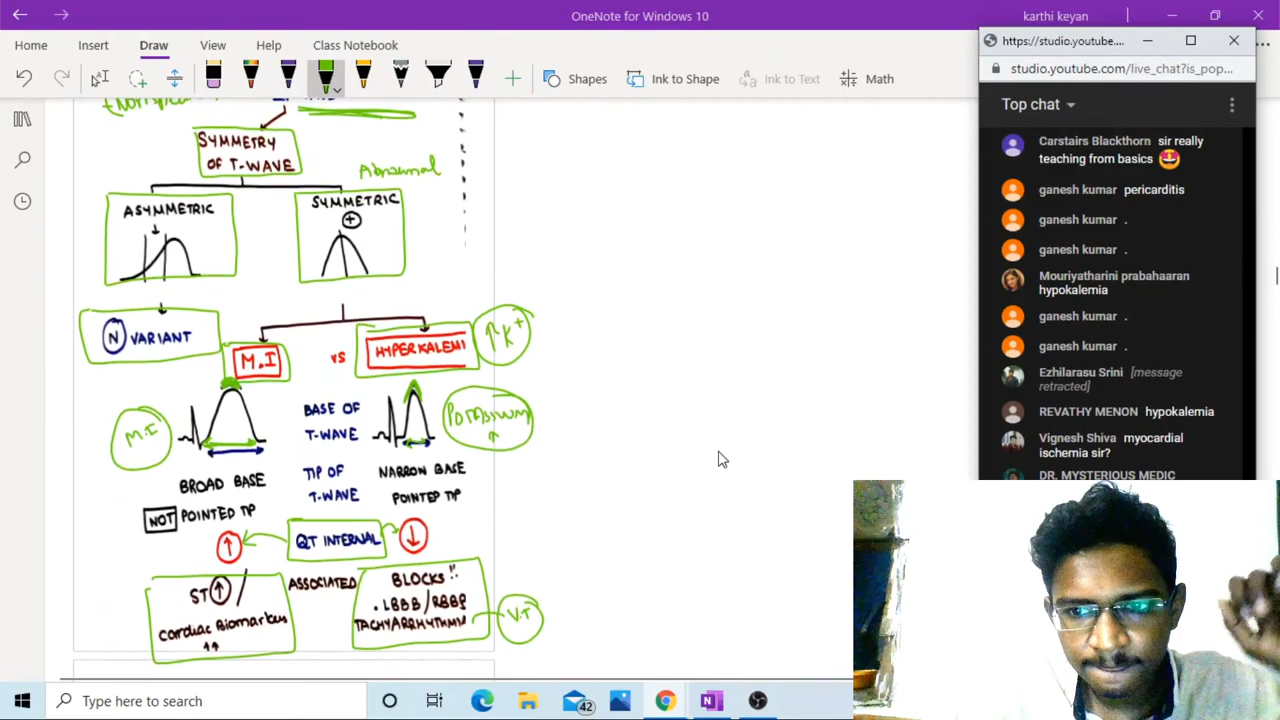 OneNote for Windows 10
karthi keyan
Home
Insert
Draw
View
Help
Class Notebook
Shapes
Ink to Shape
Ink to Text
Math
SYMMETRY
OF T-WAVE
Abnormal
ASYMMETRIC
SYMMETRIC
+
N VARIANT
M.I
vs
HYPERKALEMI
↑K+
M.I
BASE OF
T-WAVE
Potassium
↑
BROAD BASE
TIP OF
T-WAVE
NARRON BASE
POINTED TIP
NOT POINTED TIP
↑
QT INTERNAL
↓
ST ↑ /
Cardiac Biomarkers
↑↑
ASSOCIATED
BLOCKS !!
. LBBB/RBBB
TACHYARRHYTHMI
V.T
https://studio.youtube....
studio.youtube.com/live_chat?is_pop...
Top chat
Carstairs Blackthorn sir really
teaching from basics 🤩
ganesh kumar pericarditis
ganesh kumar .
ganesh kumar .
Mouriyatharini prabahaaran
hypokalemia
ganesh kumar .
ganesh kumar .
Ezhilarasu Srini [message
retracted]
REVATHY MENON hypokalemia
Vignesh Shiva myocardial
ischemia sir?
DR. MYSTERIOUS MEDIC
Type here to search
42